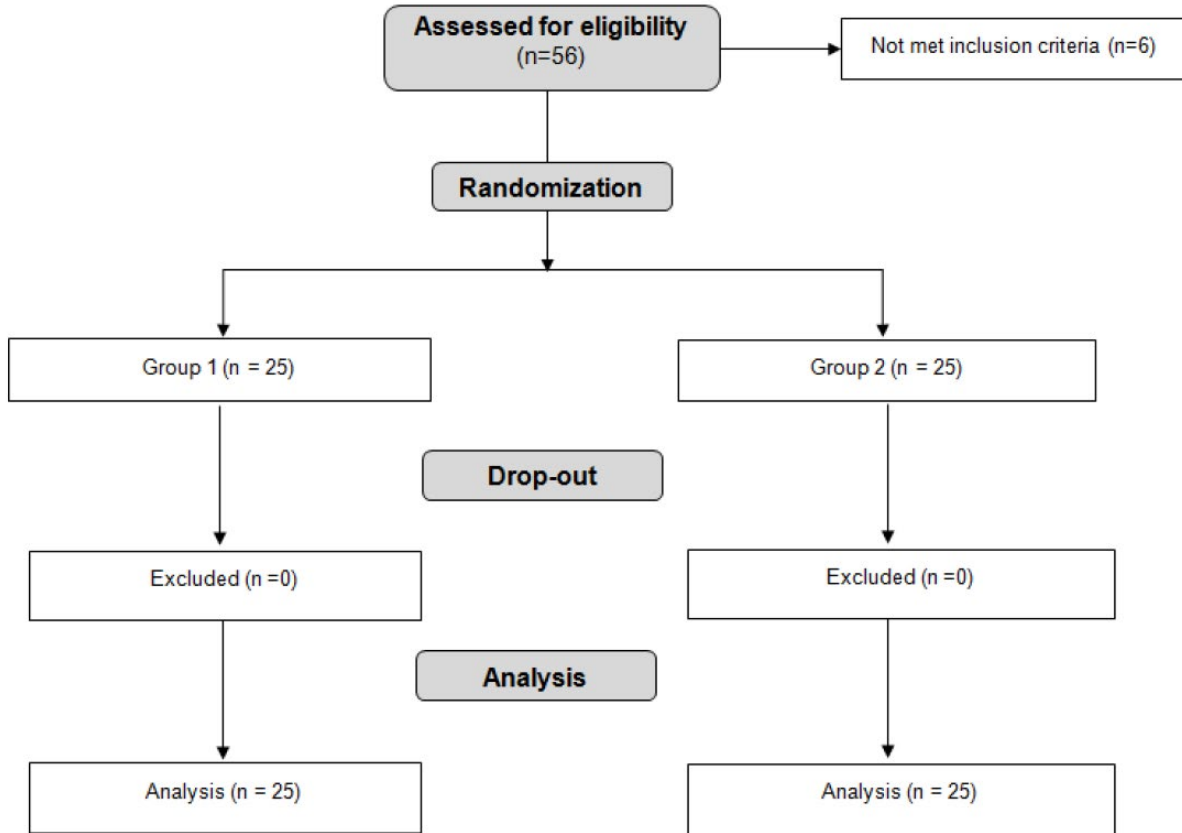 Assessed for eligibility
(n=56)
Not met inclusion criteria (n=6)
Randomization
Group 1 (n = 25)
Group 2 (n = 25)
Drop-out
Excluded (n =0)
Excluded (n =0)
Analysis
Analysis (n = 25)
Analysis (n = 25)